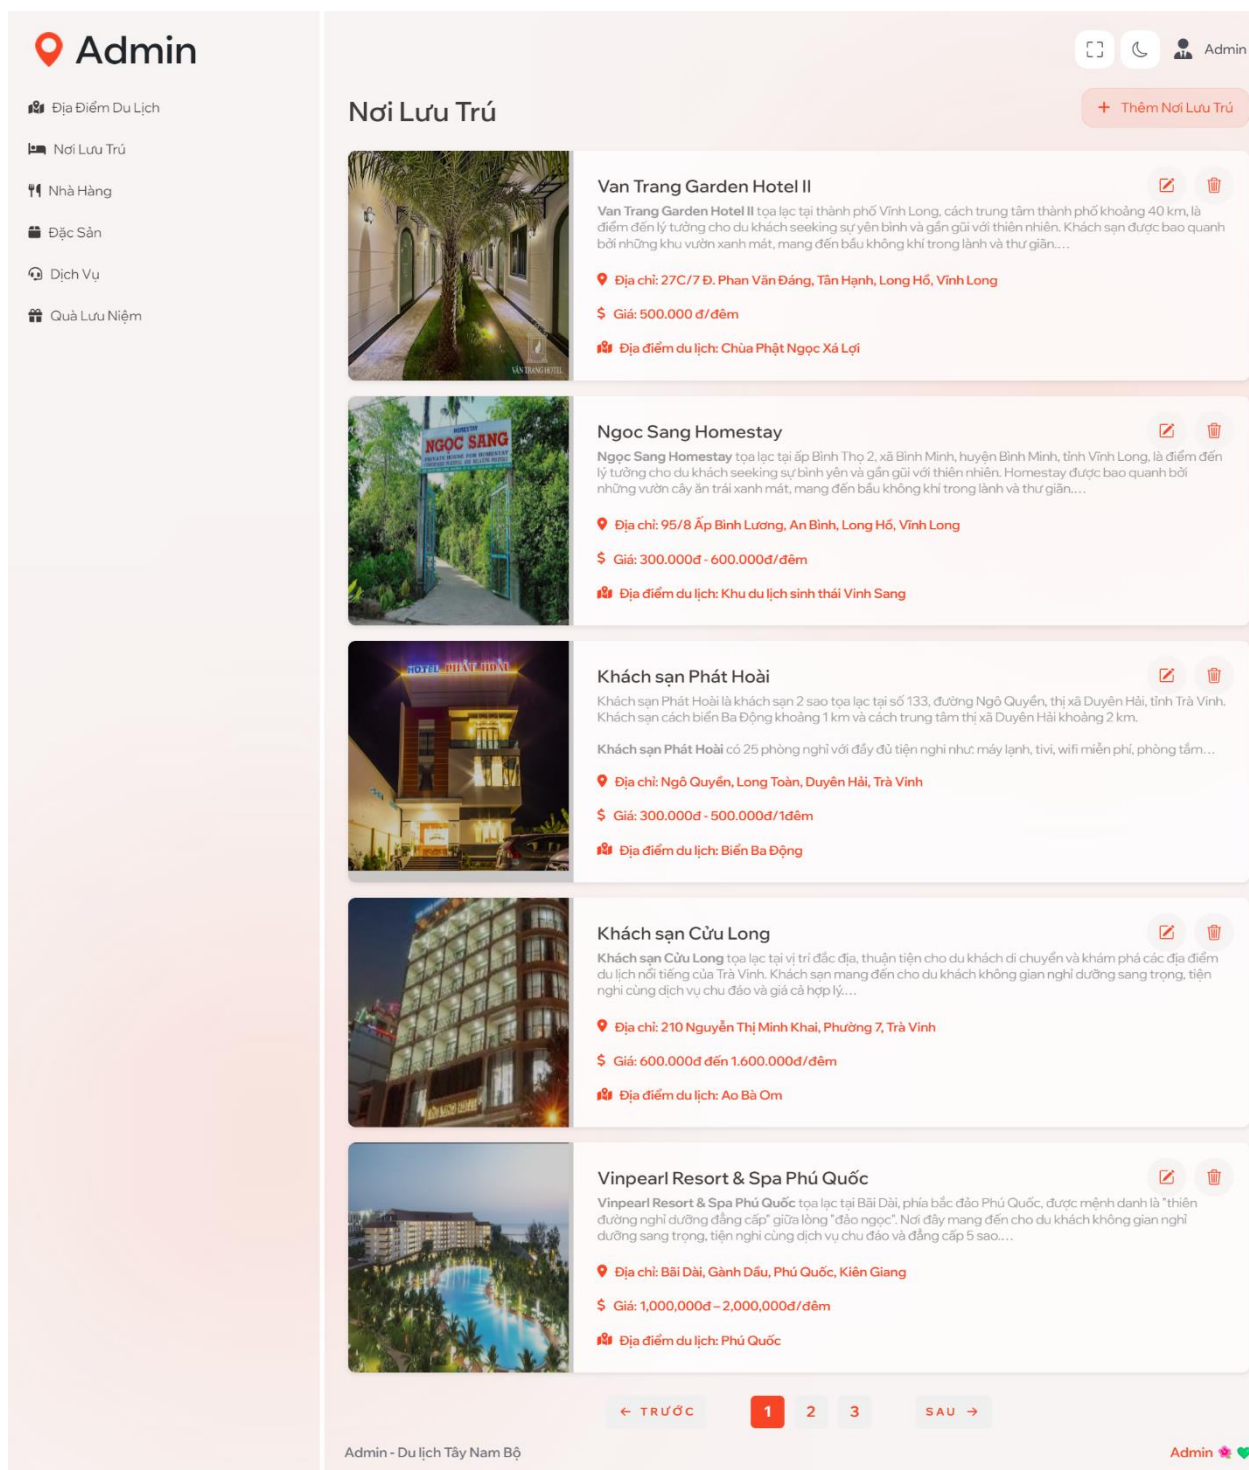 Admin
Admin
Địa Điểm Du Lịch
Nơi Lưu Trú
Nhà Hàng
Đặc Sản
Dịch Vụ
Quà Lưu Niệm
Nơi Lưu Trú
+ Thêm Nơi Lưu Trú
VÂN TRANG HOTEL
Van Trang Garden Hotel II
Van Trang Garden Hotel II tọa lạc tại thành phố Vĩnh Long, cách trung tâm thành phố khoảng 40 km, là
điểm đến lý tưởng cho du khách seeking sự yên bình và gần gũi với thiên nhiên. Khách sạn được bao quanh
bởi những khu vườn xanh mát, mang đến bầu không khí trong lành và thư giãn....
Địa chỉ: 27C/7 Đ. Phan Văn Đáng, Tân Hạnh, Long Hồ, Vĩnh Long
$ Giá: 500.000 đ/đêm
Địa điểm du lịch: Chùa Phật Ngọc Xá Lợi
HOMESTAY
NGỌC SANG
Ngoc Sang Homestay
Ngọc Sang Homestay tọa lạc tại ấp Bình Thọ 2, xã Bình Minh, huyện Bình Minh, tỉnh Vĩnh Long, là điểm đến
lý tưởng cho du khách seeking sự bình yên và gần gũi với thiên nhiên. Homestay được bao quanh bởi
những vườn cây ăn trái xanh mát, mang đến bầu không khí trong lành và thư giãn....
Địa chỉ: 95/8 Ấp Bình Lương, An Bình, Long Hồ, Vĩnh Long
$ Giá: 300.000đ - 600.000đ/đêm
Địa điểm du lịch: Khu du lịch sinh thái Vinh Sang
HOTEL PHÁT HOÀI
Khách sạn Phát Hoài
Khách sạn Phát Hoài là khách sạn 2 sao tọa lạc tại số 133, đường Ngô Quyền, thị xã Duyên Hải, tỉnh Trà Vinh.
Khách sạn cách biển Ba Động khoảng 1 km và cách trung tâm thị xã Duyên Hải khoảng 2 km.
Khách sạn Phát Hoài có 25 phòng nghỉ với đầy đủ tiện nghi như: máy lạnh, tivi, wifi miễn phí, phòng tắm...
Địa chỉ: Ngô Quyền, Long Toàn, Duyên Hải, Trà Vinh
$ Giá: 300.000đ - 500.000đ/1đêm
Địa điểm du lịch: Biển Ba Động
Khách sạn Cửu Long
Khách sạn Cửu Long tọa lạc tại vị trí đắc địa, thuận tiện cho du khách di chuyển và khám phá các địa điểm
du lịch nổi tiếng của Trà Vinh. Khách sạn mang đến cho du khách không gian nghỉ dưỡng sang trọng, tiện
nghi cùng dịch vụ chu đáo và giá cả hợp lý....
Địa chỉ: 210 Nguyễn Thị Minh Khai, Phường 7, Trà Vinh
$ Giá: 600.000đ đến 1.600.000đ/đêm
Địa điểm du lịch: Ao Bà Om
Vinpearl Resort & Spa Phú Quốc
Vinpearl Resort & Spa Phú Quốc tọa lạc tại Bãi Dài, phía bắc đảo Phú Quốc, được mệnh danh là "thiên
đường nghỉ dưỡng đẳng cấp" giữa lòng "đảo ngọc". Nơi đây mang đến cho du khách không gian nghỉ
dưỡng sang trọng, tiện nghi cùng dịch vụ chu đáo và đẳng cấp 5 sao....
Địa chỉ: Bãi Dài, Gành Dầu, Phú Quốc, Kiên Giang
$ Giá: 1,000,000đ – 2,000,000đ/đêm
Địa điểm du lịch: Phú Quốc
← TRƯỚC 1 2 3 SAU →
Admin - Du lịch Tây Nam Bộ
Admin 🌺 💚